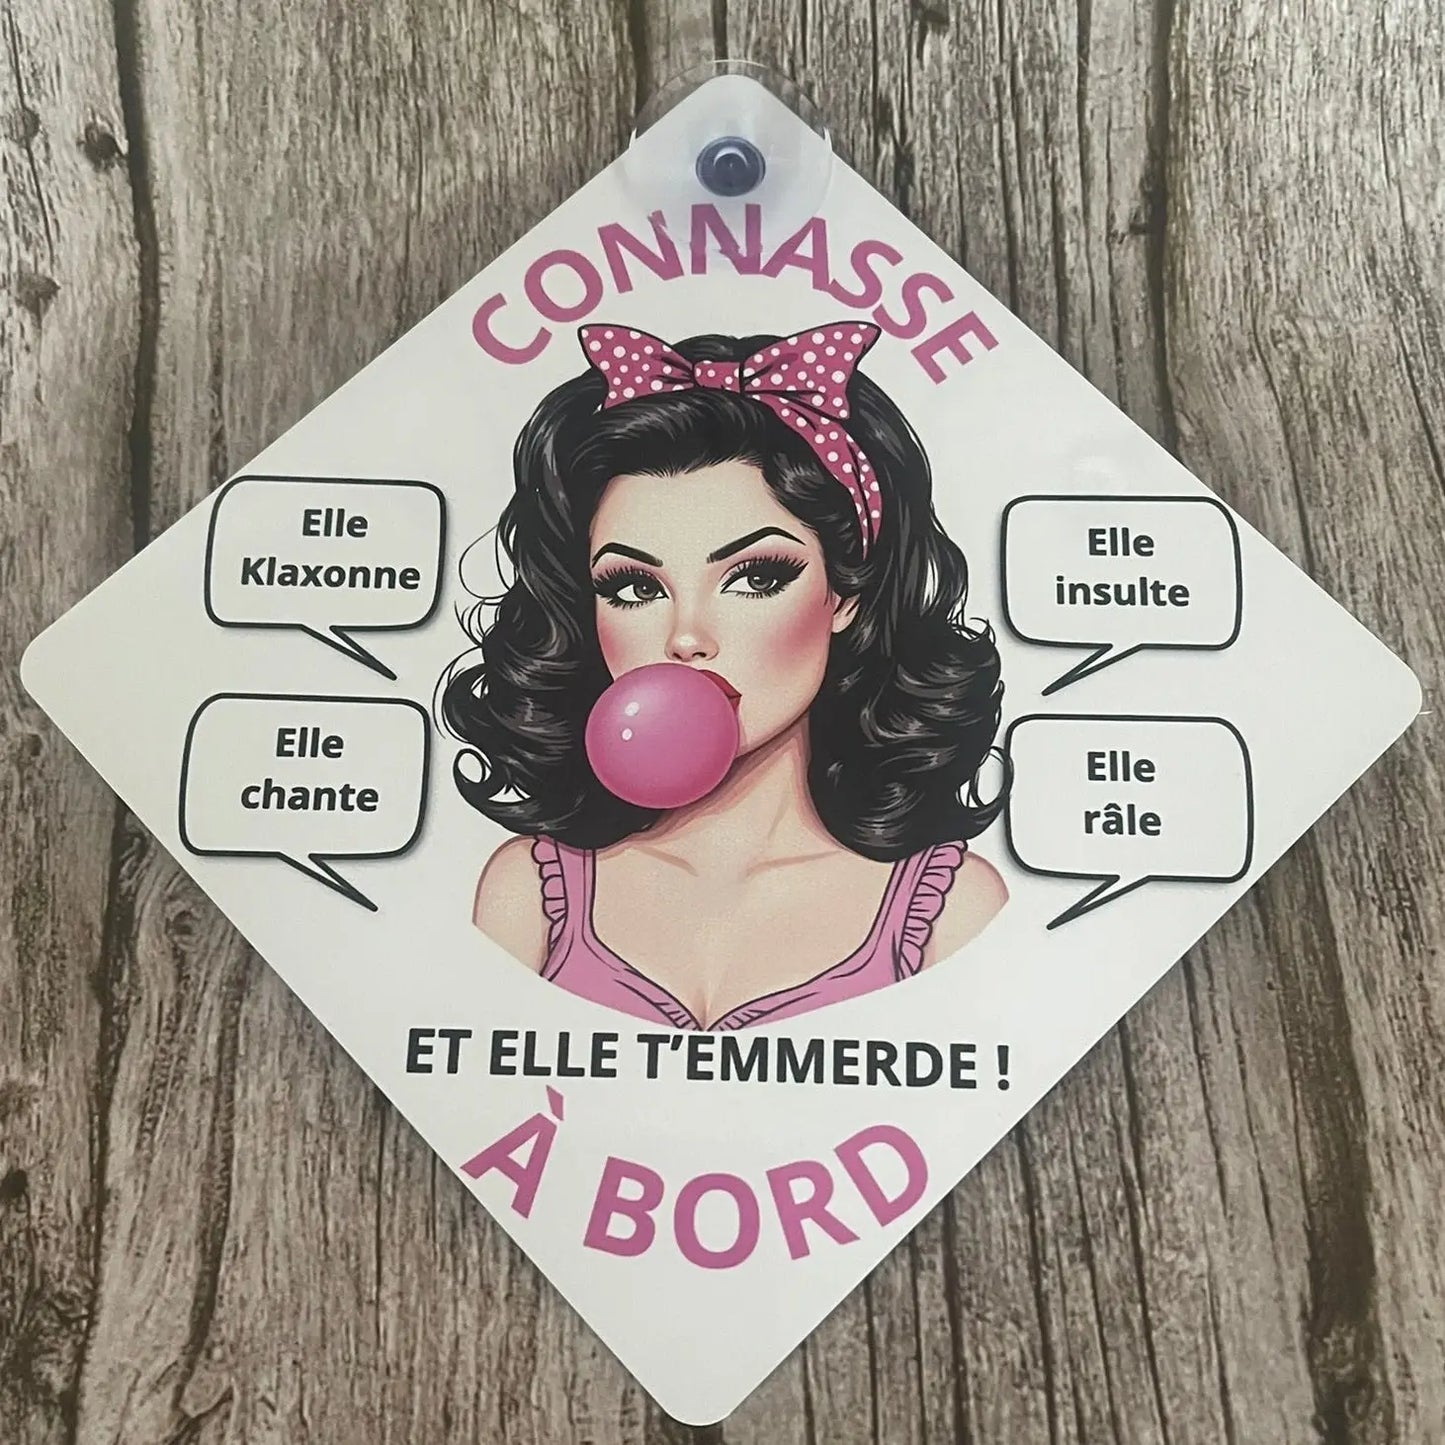 CONNASSE
Elle
Klaxonne
Elle
insulte
Elle
chante
Elle
râle
ET ELLE T’EMMERDE !
À BORD